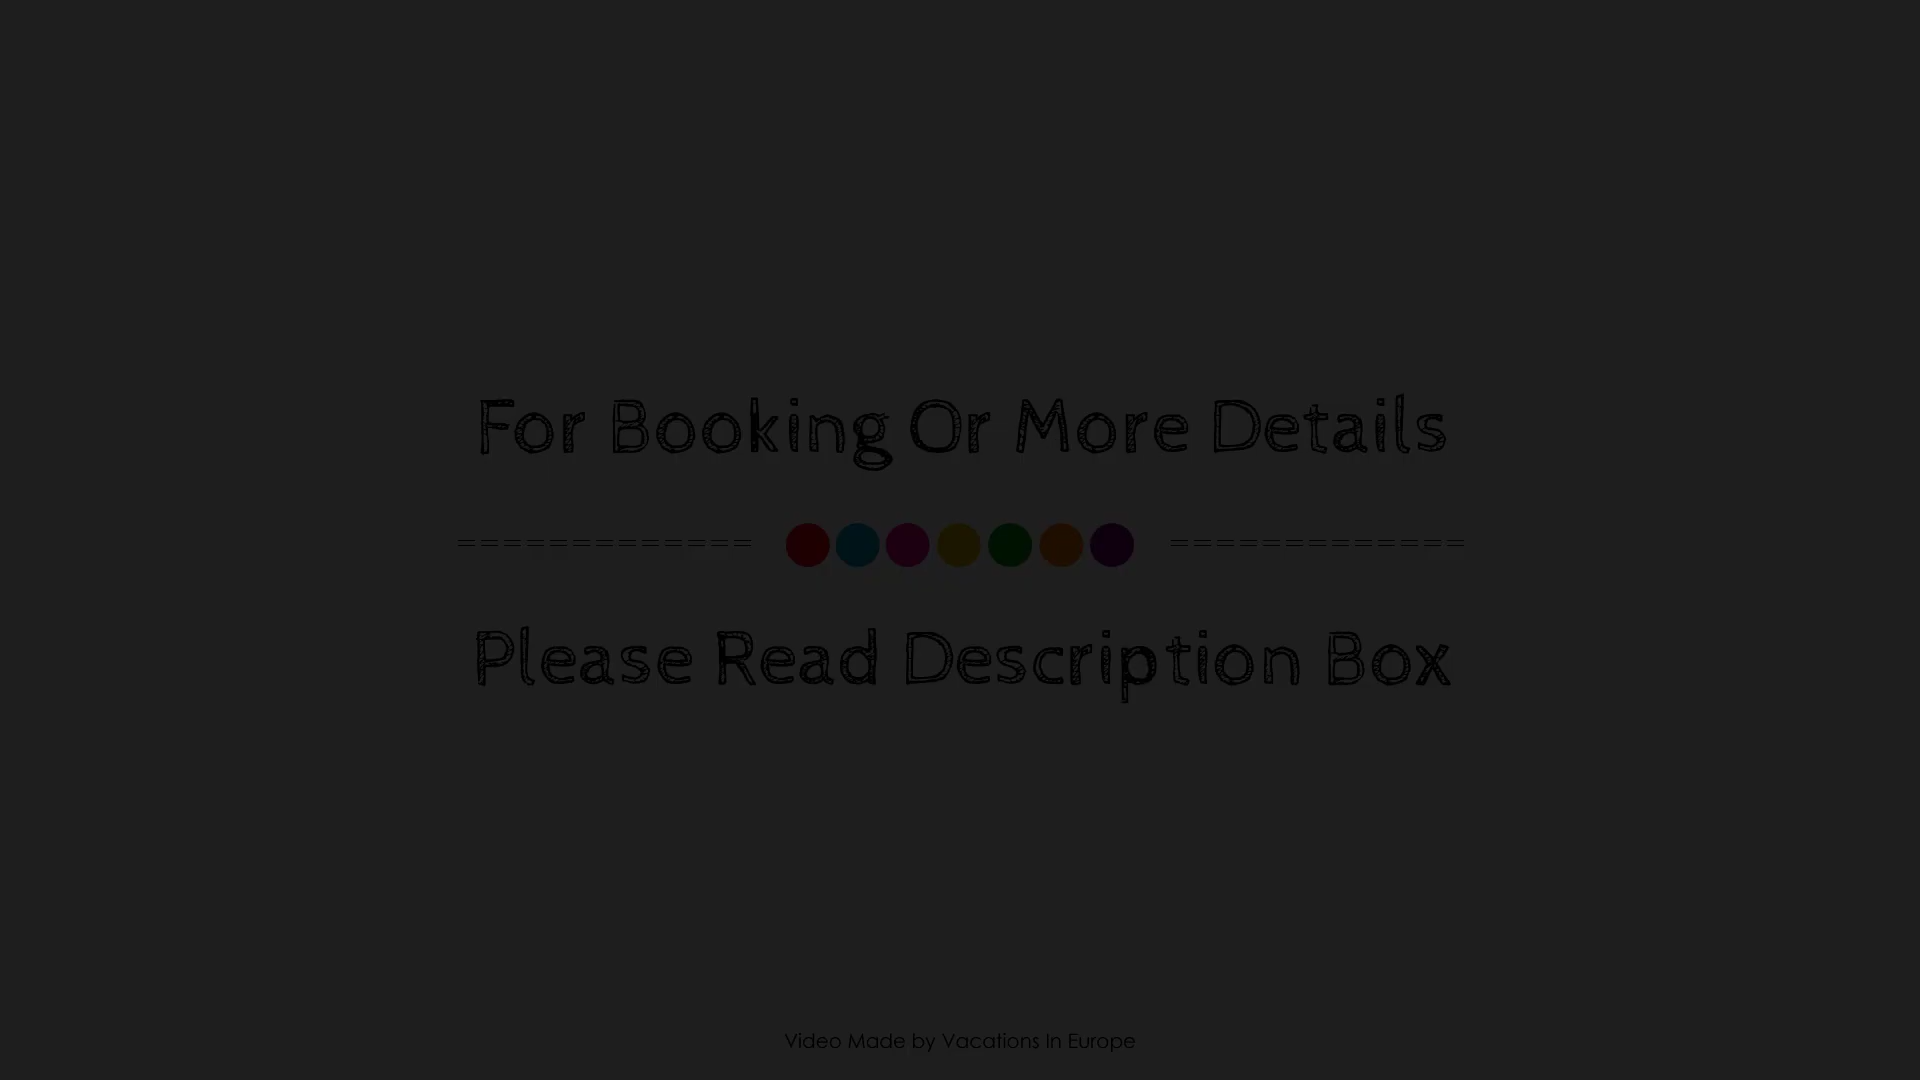 For Booking Or More Details
============= =============
Please Read Description Box
Video Made by Vacations In Europe